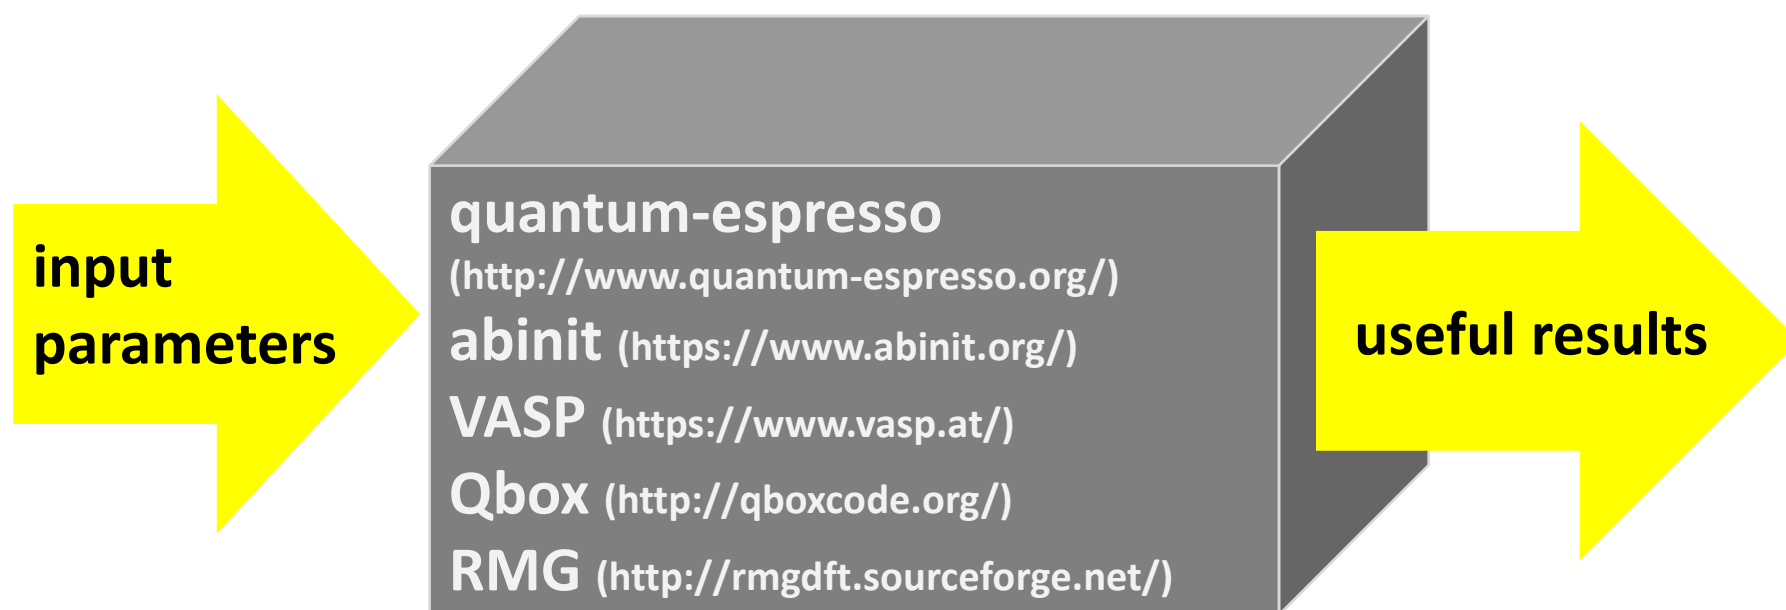 input
parameters
quantum-espresso
(http://www.quantum-espresso.org/)
abinit (https://www.abinit.org/)
VASP (https://www.vasp.at/)
Qbox (http://qboxcode.org/)
RMG (http://rmgdft.sourceforge.net/)
useful results